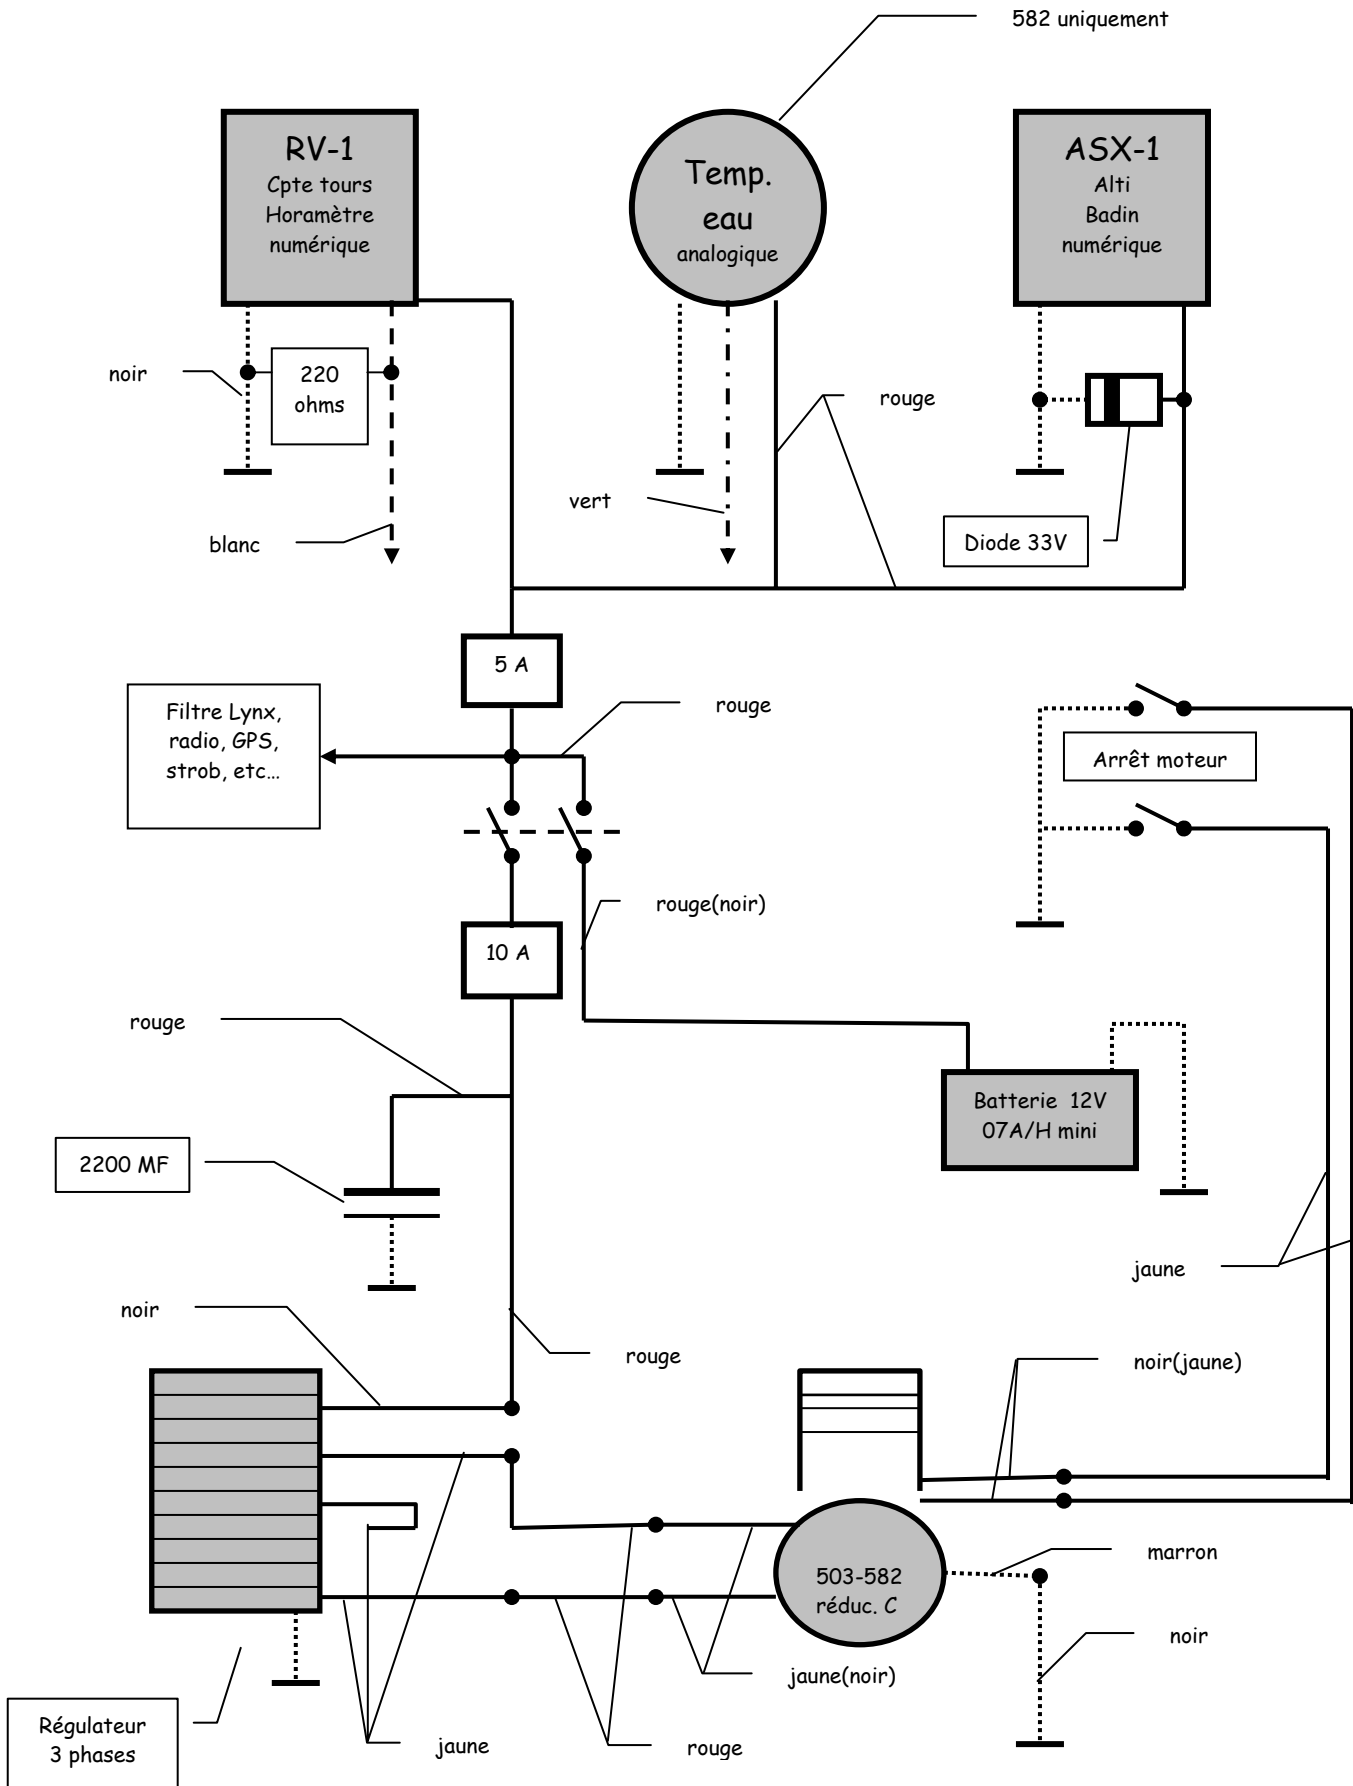 582 uniquement
RV-1
Cpte tours
Horamètre
numérique
Temp.
eau
analogique
ASX-1
Alti
Badin
numérique
noir
220
ohms
rouge
vert
blanc
Diode 33V
5 A
Filtre Lynx,
radio, GPS,
strob, etc...
rouge
Arrêt moteur
rouge(noir)
10 A
rouge
Batterie 12V
07A/H mini
2200 MF
jaune
noir
rouge
noir(jaune)
marron
503-582
réduc. C
noir
jaune(noir)
Régulateur
3 phases
jaune
rouge